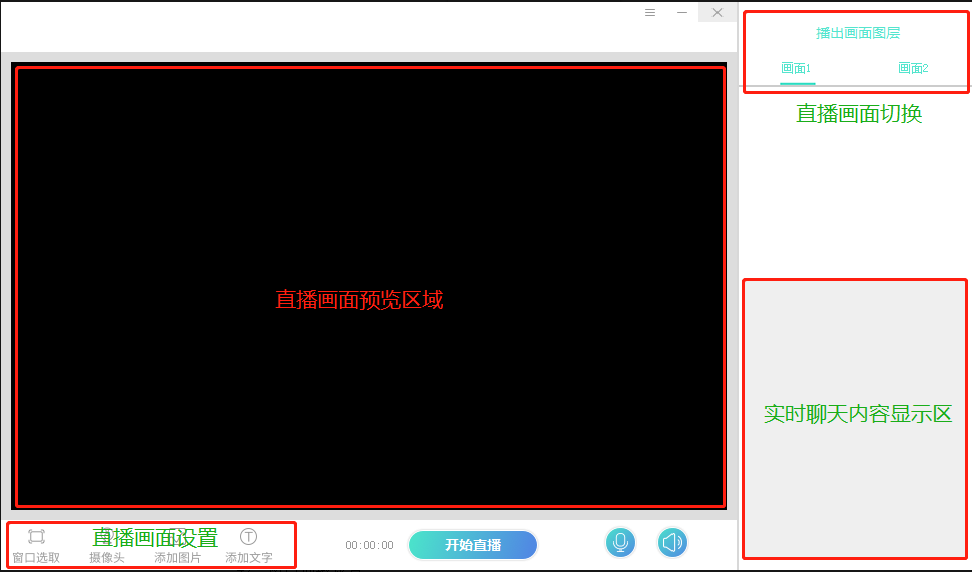 播出画面图层
画面1
画面2
直播画面切换
直播画面预览区域
实时聊天内容显示区
直播画面设置
窗口选取
摄像头
添加图片
添加文字
00:00:00
开始直播